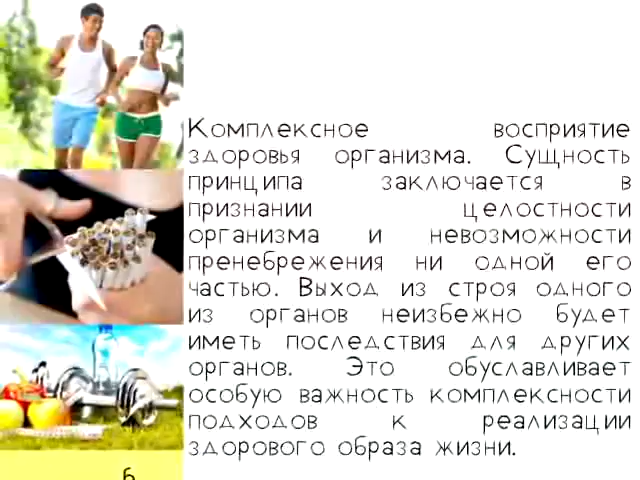 Комплексное восприятие
здоровья организма. Сущность
принципа заключается в
признании целостности
организма и невозможности
пренебрежения ни одной его
частью. Выход из строя одного
из органов неизбежно будет
иметь последствия для других
органов. Это обуславливает
особую важность комплексности
подходов к реализации
здорового образа жизни.
6